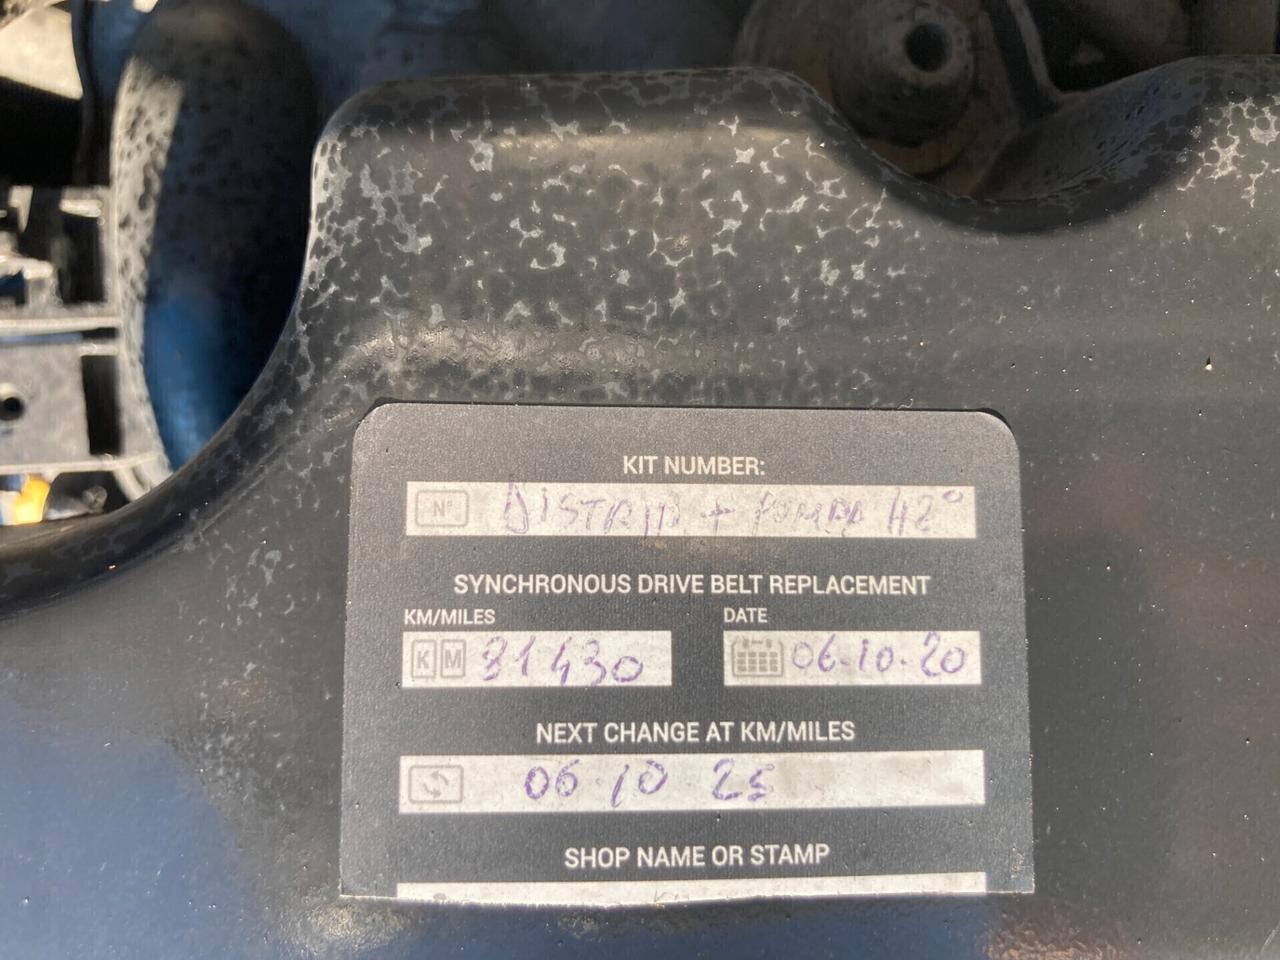 KIT NUMBER:
Nº DISTRIB + POMPA H2º
SYNCHRONOUS DRIVE BELT REPLACEMENT
KM/MILES DATE
K M 81430 06.10.20
NEXT CHANGE AT KM/MILES
06.10 25
SHOP NAME OR STAMP